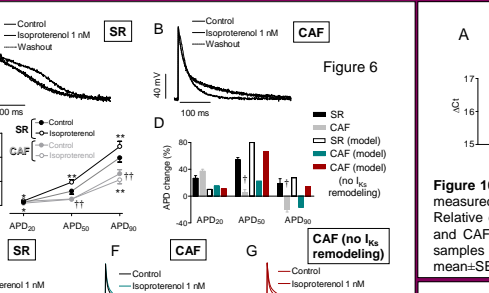 Control
Isoproterenol 1 nM
Washout
SR
B
Control
Isoproterenol 1 nM
Washout
CAF
Figure 6
40 mV
100 ms
SR
Control
Isoproterenol
CAF
Control
Isoproterenol
**
**
††
††
**
*
*
APD20 APD50 APD90
D
APD change (%)
80
40
0
-40
†
†
†
APD20 APD50 APD90
SR
CAF
SR (model)
CAF (model)
CAF (model)
(no IKs
remodeling)
SR
F
CAF
Control
Isoproterenol 1 nM
G
CAF (no IKs
remodeling)
Control
Isoproterenol 1 nM
A
ΔCt
17
16
15
Figure 10
measured
Relative
and CAF
samples
mean±SE